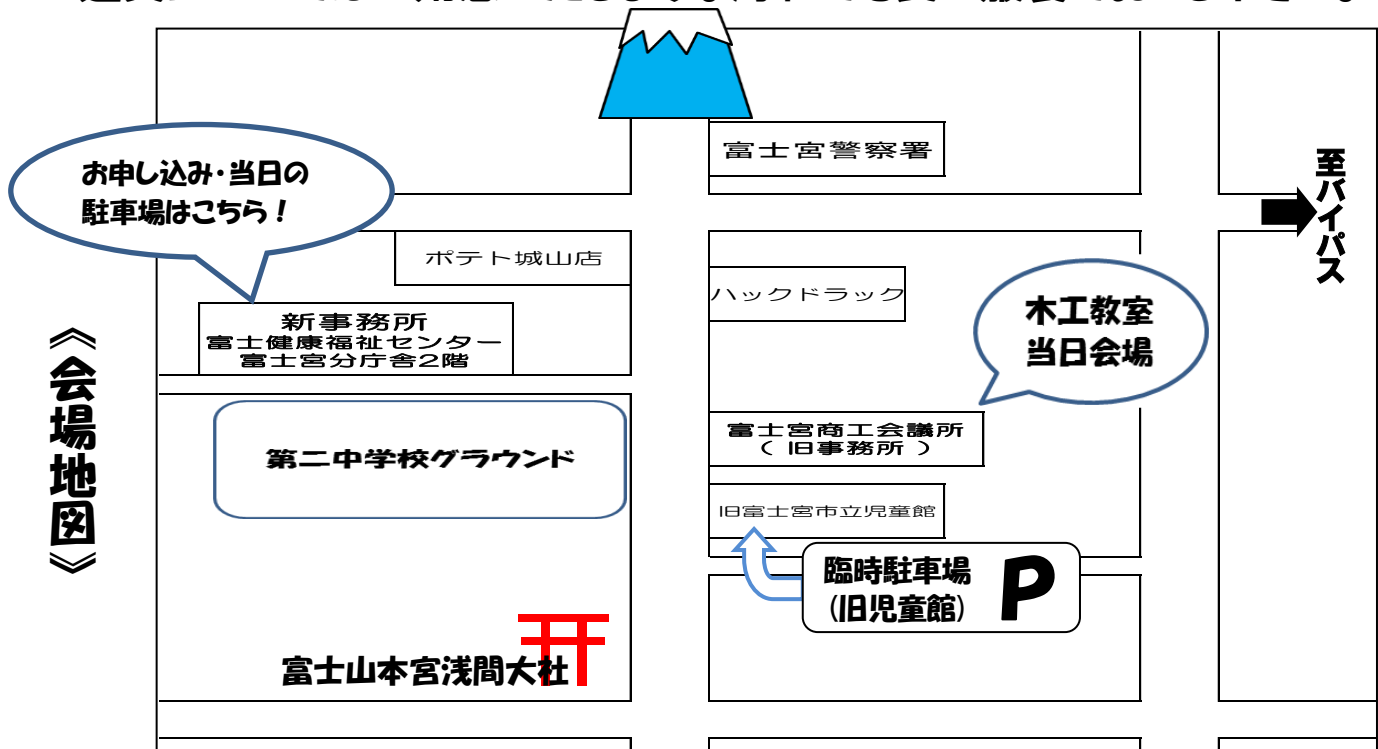 富士宮警察署
至バイパス
お申し込み・当日の
駐車場はこちら！
ポテト城山店
ハックドラック
木工教室
当日会場
新事務所
富士健康福祉センター
富士宮分庁舎2階
《会場地図》
富士宮商工会議所
（旧事務所）
第二中学校グラウンド
旧富士宮市立児童館
臨時駐車場
(旧児童館)
P
富士山本宮浅間大社